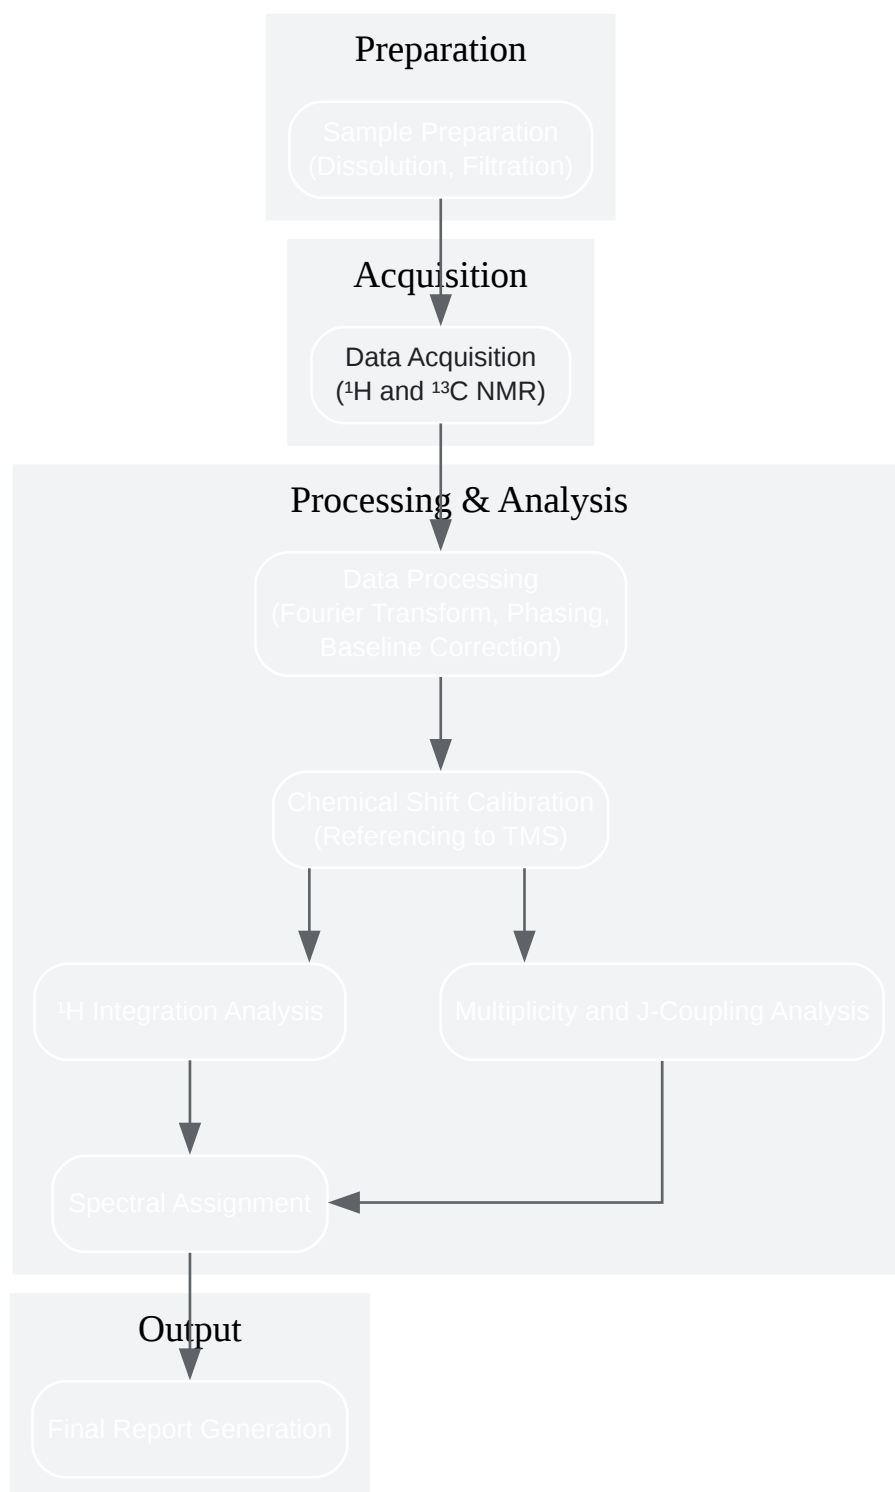 Preparation
Sample Preparation
(Dissolution, Filtration)
Acquisition
Data Acquisition
(¹H and ¹³C NMR)
Processing & Analysis
Data Processing
(Fourier Transform, Phasing,
Baseline Correction)
Chemical Shift Calibration
(Referencing to TMS)
¹H Integration Analysis
Multiplicity and J-Coupling Analysis
Spectral Assignment
Output
Final Report Generation